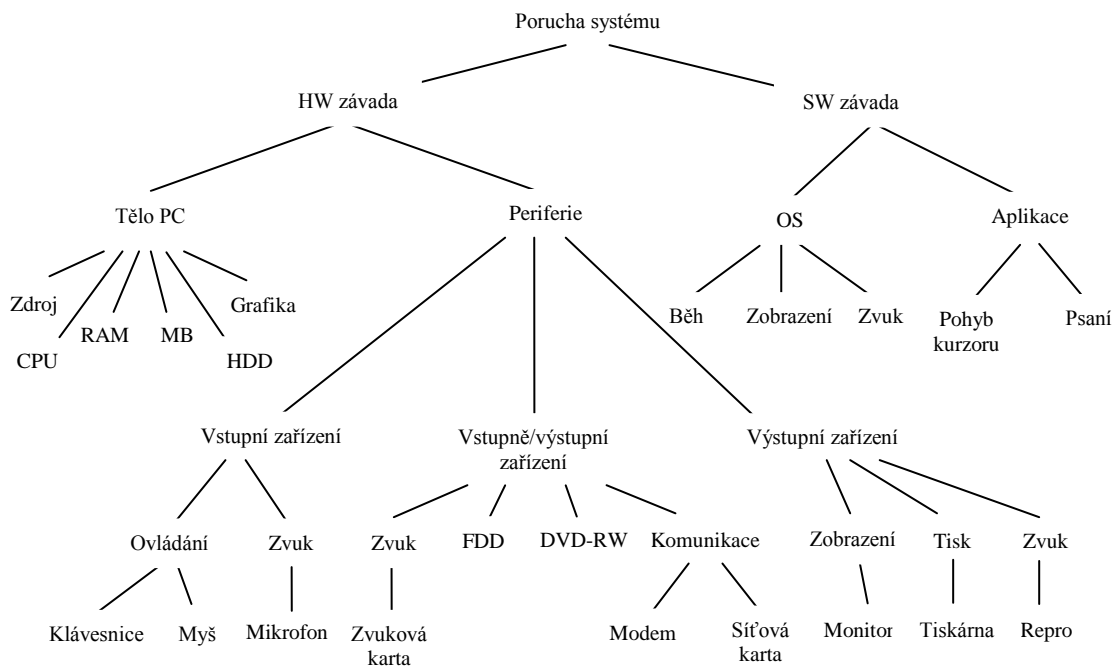 Porucha systému
HW závada
SW závada
Tělo PC
Periferie
OS
Aplikace
Zdroj
Grafika
Běh
Zobrazení
Zvuk
Pohyb
kurzoru
Psaní
RAM
MB
CPU
HDD
Vstupní zařízení
Vstupně/výstupní
zařízení
Výstupní zařízení
Ovládání
Zvuk
Zvuk
FDD
DVD-RW
Komunikace
Zobrazení
Tisk
Zvuk
Klávesnice
Myš
Mikrofon
Zvuková
karta
Modem
Síťová
karta
Monitor
Tiskárna
Repro